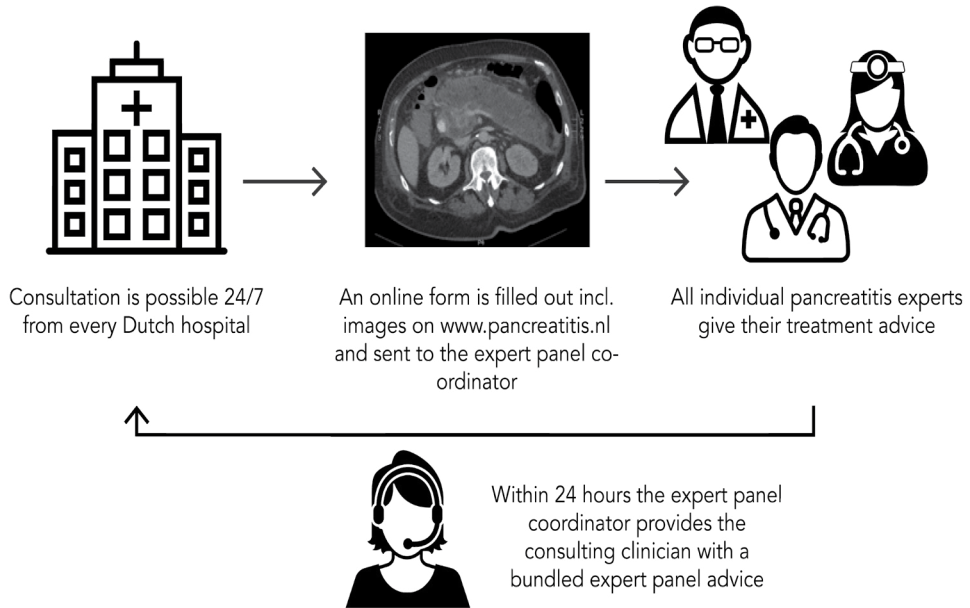 Consultation is possible 24/7
from every Dutch hospital
An online form is filled out incl.
images on www.pancreatitis.nl
and sent to the expert panel co-
ordinator
All individual pancreatitis experts
give their treatment advice
Within 24 hours the expert panel
coordinator provides the
consulting clinician with a
bundled expert panel advice